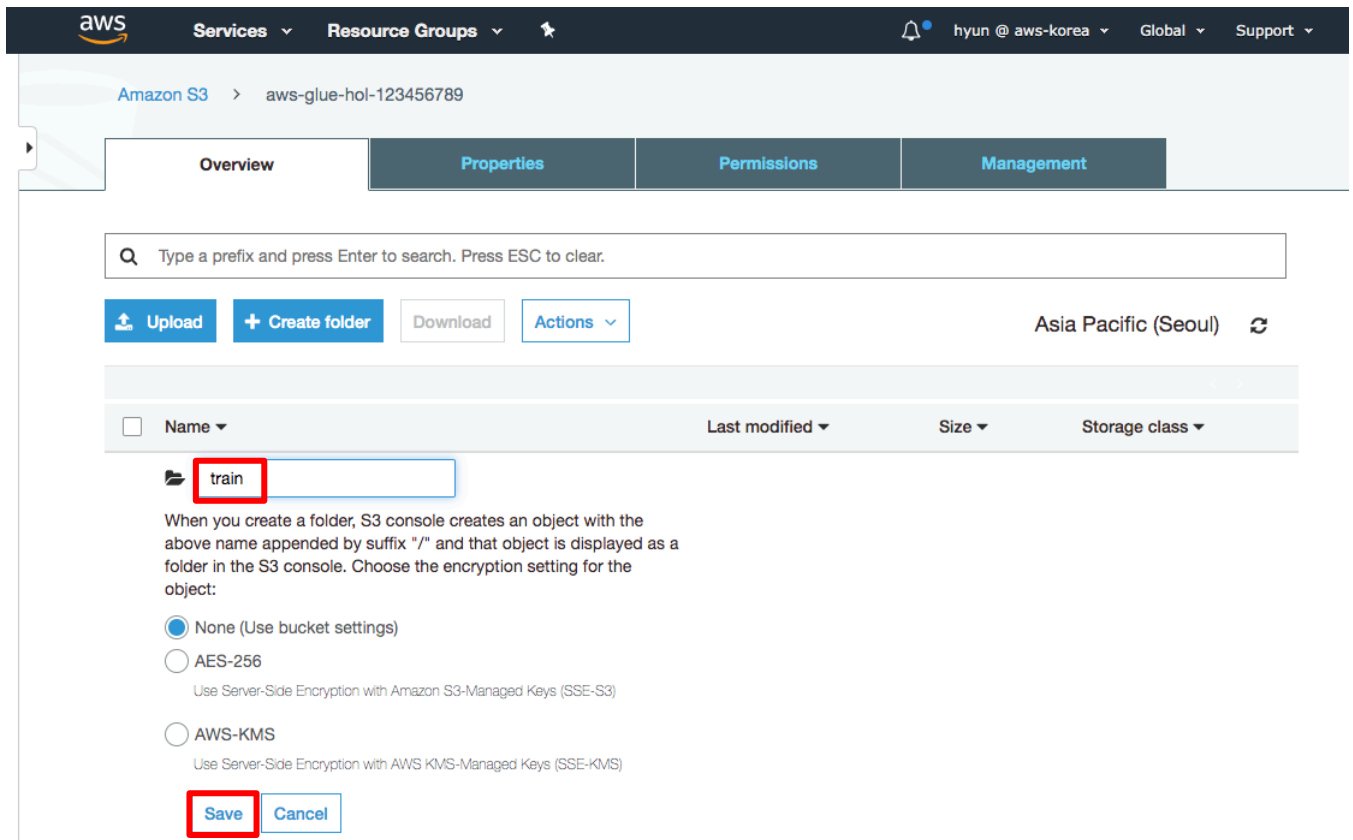 aws Services Resource Groups hyun @ aws-korea Global Support
Amazon S3 > aws-glue-hol-123456789
Overview Properties Permissions Management
Type a prefix and press Enter to search. Press ESC to clear.
Upload + Create folder Download Actions Asia Pacific (Seoul)
Name Last modified Size Storage class
train
When you create a folder, S3 console creates an object with the
above name appended by suffix "/" and that object is displayed as a
folder in the S3 console. Choose the encryption setting for the
object:
None (Use bucket settings)
AES-256
Use Server-Side Encryption with Amazon S3-Managed Keys (SSE-S3)
AWS-KMS
Use Server-Side Encryption with AWS KMS-Managed Keys (SSE-KMS)
Save Cancel